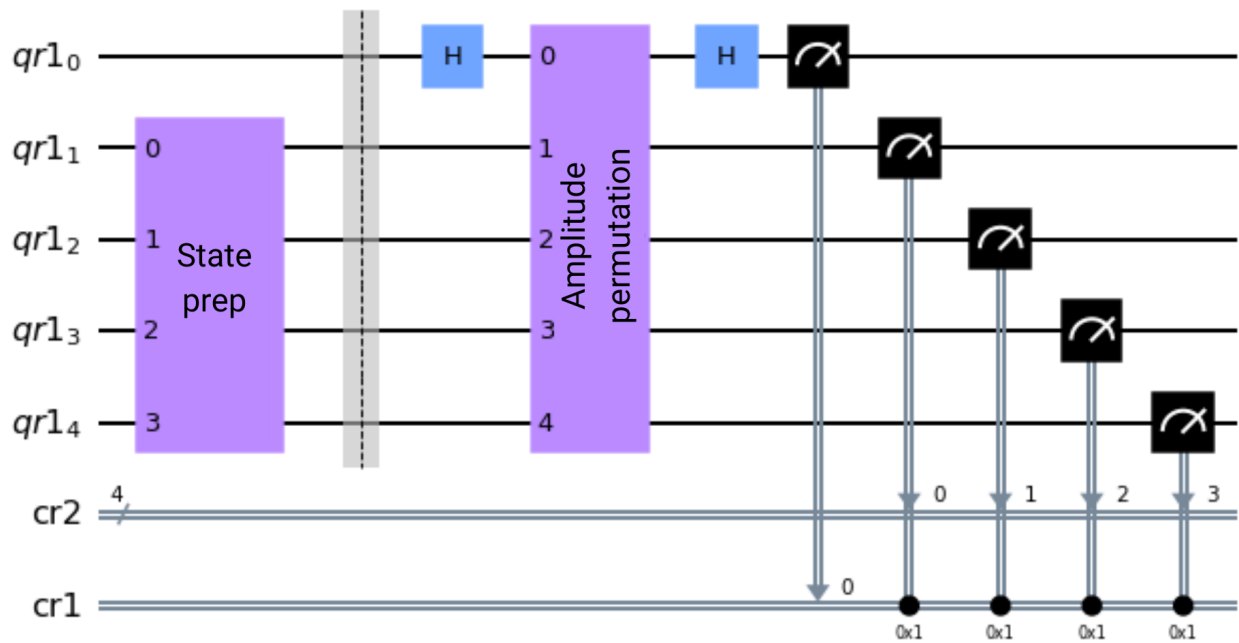 qr1₀ H 0 H
qr1₁ 0 1
qr1₂ 1 2
qr1₃ 2 3
qr1₄ 3 4
State
prep
Amplitude
permutation
cr2 4 0 1 2 3
cr1 0
0x1 0x1 0x1 0x1